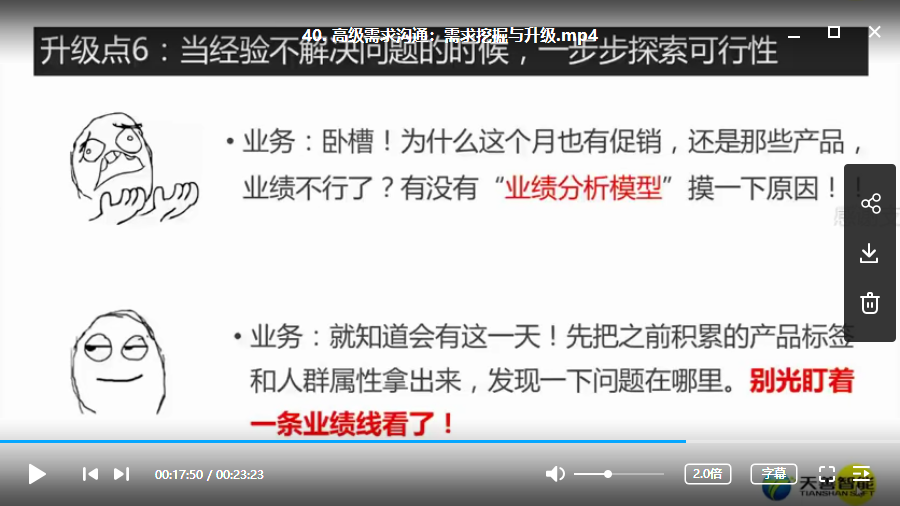 40. 高级需求沟通：需求挖掘与升级.mp4
升级点6：当经验不解决问题的时候，一步步探索可行性
• 业务：卧槽！为什么这个月也有促销，还是那些产品，
业绩不行了？有没有“业绩分析模型”摸一下原因！！
• 业务：就知道会有这一天！先把之前积累的产品标签
和人群属性拿出来，发现一下问题在哪里。别光盯着
一条业绩线看了！
00:17:50 / 00:23:23
2.0倍
字幕
天善智能
TIANSHANSOFT